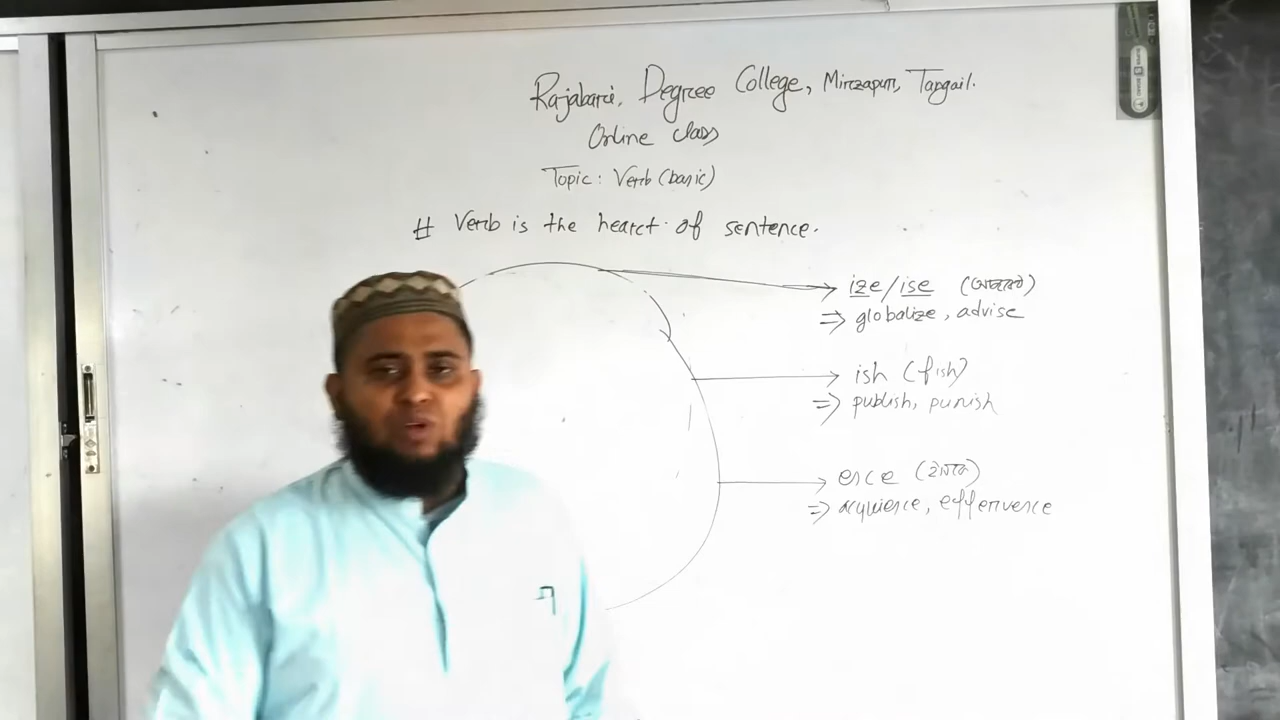 Rajabari, Degree College, Mirzapur, Tangail.
Online class
Topic: Verb (basic)
# Verb is the heart of sentence.
ize/ise
⇒ globalize, advise
ish (fish)
⇒ publish, punish
esce
⇒ acquiesce, effervesce